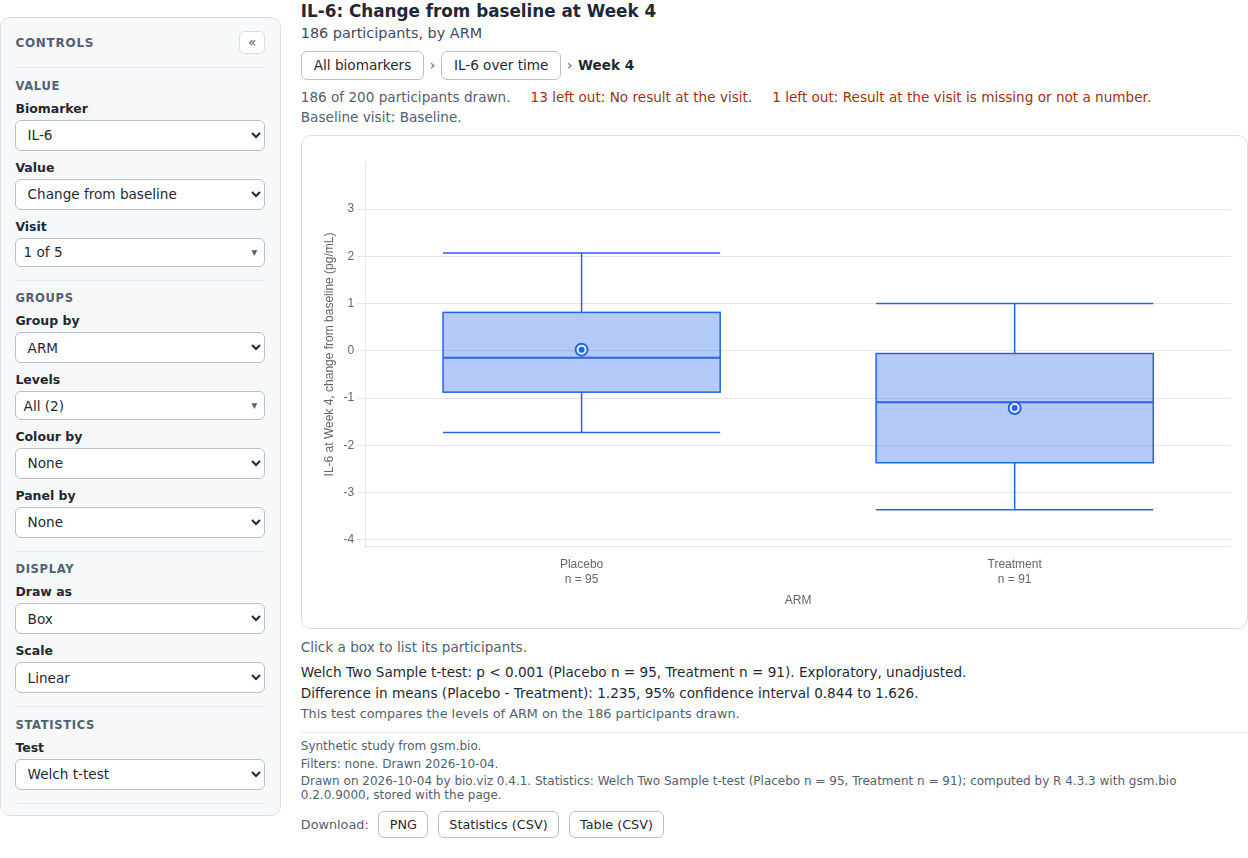 CONTROLS
«
VALUE
Biomarker
IL-6
Value
Change from baseline
Visit
1 of 5
GROUPS
Group by
ARM
Levels
All (2)
Colour by
None
Panel by
None
DISPLAY
Draw as
Box
Scale
Linear
STATISTICS
Test
Welch t-test
IL-6: Change from baseline at Week 4
186 participants, by ARM
All biomarkers › IL-6 over time › Week 4
186 of 200 participants drawn. 13 left out: No result at the visit. 1 left out: Result at the visit is missing or not a number.
Baseline visit: Baseline.
IL-6 at Week 4, change from baseline (pg/mL)
3
2
1
0
-1
-2
-3
-4
Placebo Treatment
n = 95 n = 91
ARM
Click a box to list its participants.
Welch Two Sample t-test: p < 0.001 (Placebo n = 95, Treatment n = 91). Exploratory, unadjusted.
Difference in means (Placebo - Treatment): 1.235, 95% confidence interval 0.844 to 1.626.
This test compares the levels of ARM on the 186 participants drawn.
Synthetic study from gsm.bio.
Filters: none. Drawn 2026-10-04.
Drawn on 2026-10-04 by bio.viz 0.4.1. Statistics: Welch Two Sample t-test (Placebo n = 95, Treatment n = 91); computed by R 4.3.3 with gsm.bio
0.2.0.9000, stored with the page.
Download: PNG Statistics (CSV) Table (CSV)